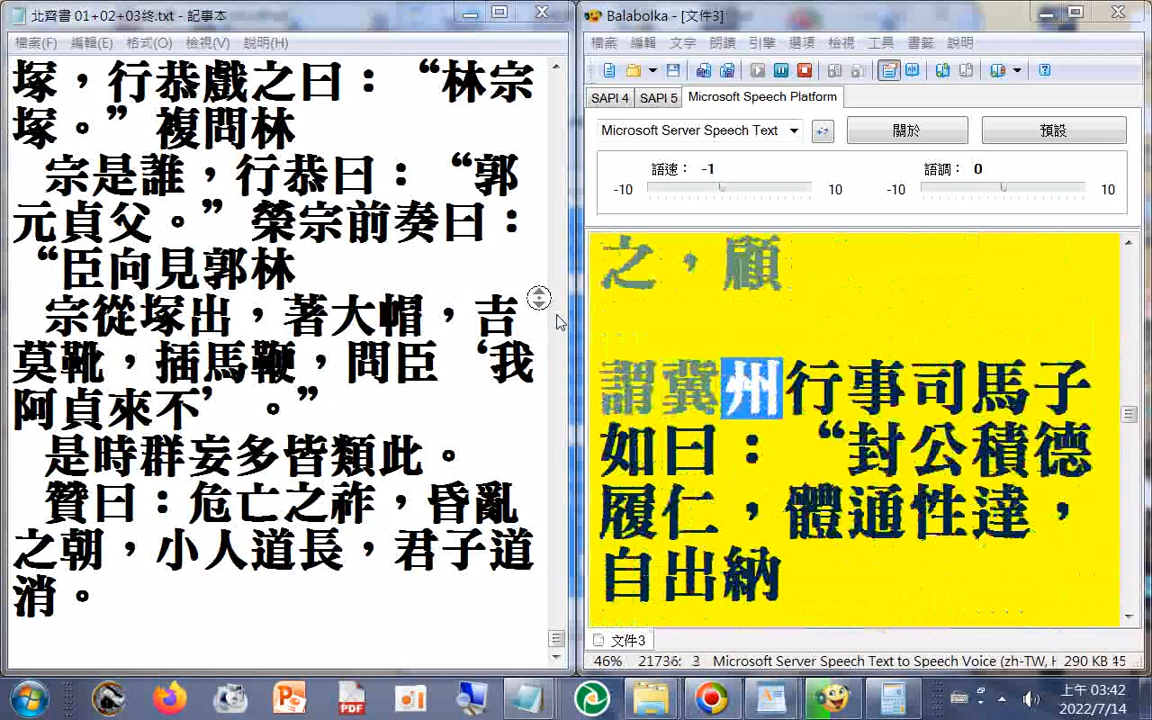 北齊書 01+02+03终.txt - 記事本
檔案(F) 編輯(E) 格式(O) 檢視(V) 說明(H)
塚，行恭戲之曰：“林宗
塚。”複問林
宗是誰，行恭曰：“郭
元貞父。”榮宗前奏曰：
“臣向見郭林
宗從塚出，著大帽，吉
莫靴，插馬鞭，問臣‘我
阿貞來不’。”
是時群妄多皆類此。
贊曰：危亡之祚，昏亂
之朝，小人道長，君子道
消。
Balabolka - [文件3]
檔案 編輯 文字 朗讀 引擎 選項 檢視 工具 書籤 說明
SAPI 4 SAPI 5 Microsoft Speech Platform
Microsoft Server Speech Text 關於 預設
語速： -1 語調： 0
-10 10 -10 10
之，顧
謂冀州行事司馬子
如曰：“封公積德
履仁，體通性達，
自出納
文件3
46% 21736: 3 Microsoft Server Speech Text to Speech Voice (zh-TW, H 290 KB 45
PDF
上午 03:42
2022/7/14